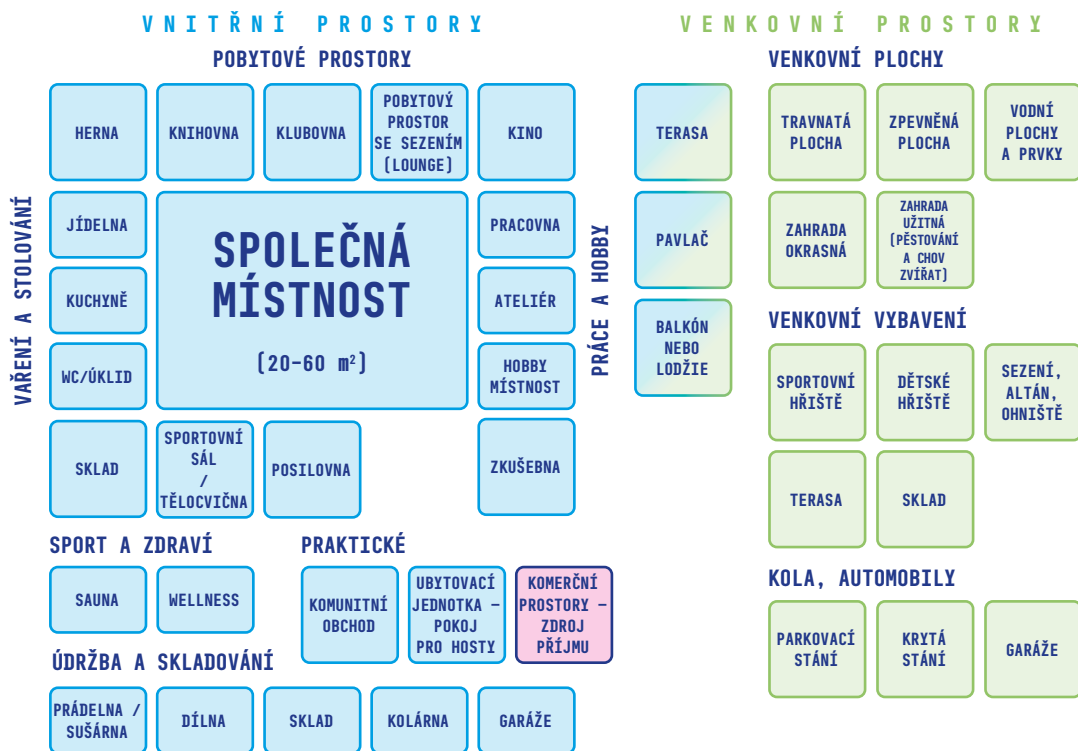 VNITŘNÍ PROSTORY
POBYTOVÉ PROSTORY
HERNA
KNIHOVNA
KLUBOVNA
POBYTOVÝ
PROSTOR
SE SEZENÍM
(LOUNGE)
KINO
VAŘENÍ A STOLOVÁNÍ
JÍDELNA
KUCHYNĚ
WC/ÚKLID
SKLAD
SPOLEČNÁ
MÍSTNOST
(20–60 m²)
PRACOVNA
ATELIÉR
HOBBY
MÍSTNOST
ZKUŠEBNA
PRÁCE A HOBBY
SPORTOVNÍ
SÁL
/
TĚLOCVIČNA
POSILOVNA
SPORT A ZDRAVÍ
SAUNA
WELLNESS
PRAKTICKÉ
KOMUNITNÍ
OBCHOD
UBYTOVACÍ
JEDNOTKA –
POKOJ
PRO HOSTY
KOMERČNÍ
PROSTORY –
ZDROJ
PŘÍJMU
ÚDRŽBA A SKLADOVÁNÍ
PRÁDELNA /
SUŠÁRNA
DÍLNA
SKLAD
KOLÁRNA
GARÁŽE
TERASA
PAVLAČ
BALKÓN
NEBO
LODŽIE
VENKOVNÍ PROSTORY
VENKOVNÍ PLOCHY
TRAVNATÁ
PLOCHA
ZPEVNĚNÁ
PLOCHA
VODNÍ
PLOCHY
A PRVKY
ZAHRADA
OKRASNÁ
ZAHRADA
UŽITNÁ
(PĚSTOVÁNÍ
A CHOV
ZVÍŘAT)
VENKOVNÍ VYBAVENÍ
SPORTOVNÍ
HŘIŠTĚ
DĚTSKÉ
HŘIŠTĚ
SEZENÍ,
ALTÁN,
OHNIŠTĚ
TERASA
SKLAD
KOLA, AUTOMOBILY
PARKOVACÍ
STÁNÍ
KRYTÁ
STÁNÍ
GARÁŽE